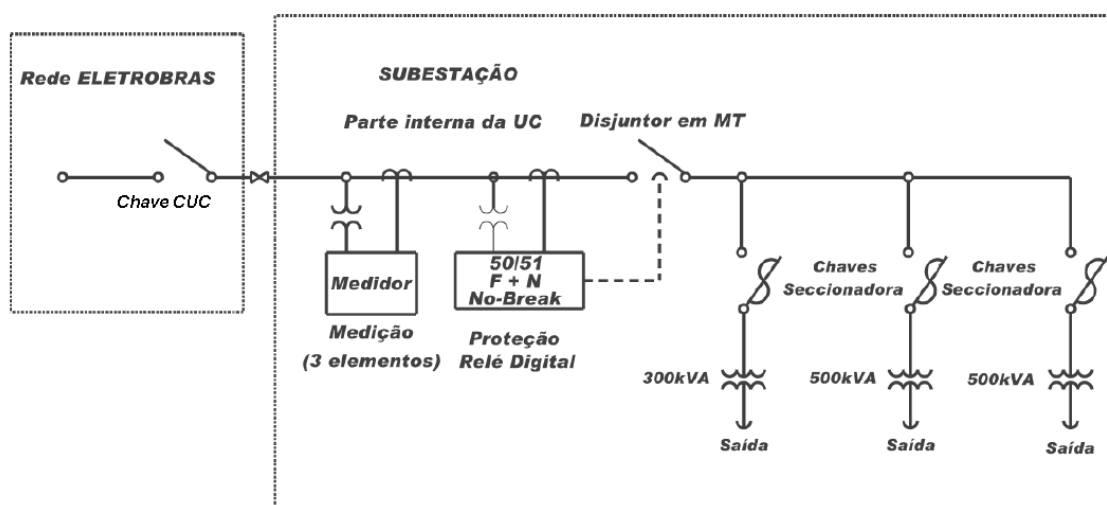 Rede ELETROBRAS
Chave CUC
SUBESTAÇÃO
Parte interna da UC
Disjuntor em MT
Medidor
Medição
(3 elementos)
50/51
F + N
No-Break
Proteção
Relé Digital
Chaves
Seccionadora
Chaves
Seccionadora
300kVA
500kVA
500kVA
Saída
Saída
Saída